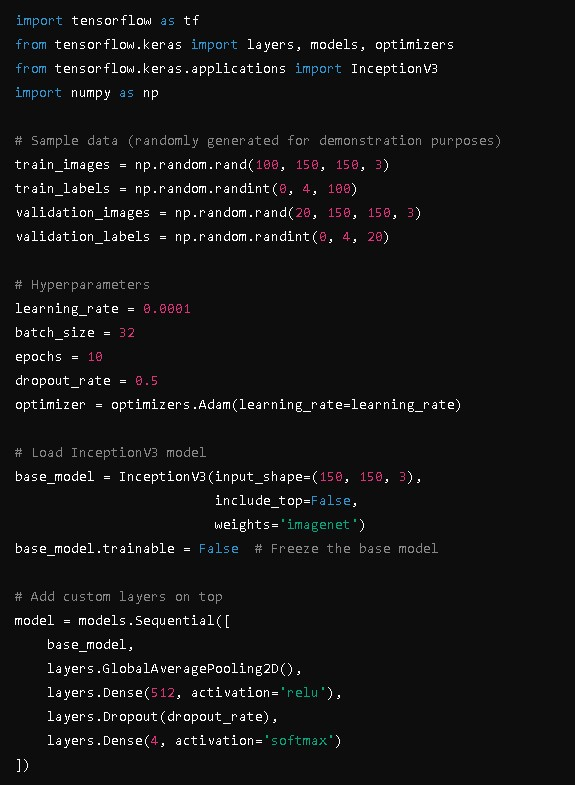 import tensorflow as tf
from tensorflow.keras import layers, models, optimizers
from tensorflow.keras.applications import InceptionV3
import numpy as np

# Sample data (randomly generated for demonstration purposes)
train_images = np.random.rand(100, 150, 150, 3)
train_labels = np.random.randint(0, 4, 100)
validation_images = np.random.rand(20, 150, 150, 3)
validation_labels = np.random.randint(0, 4, 20)

# Hyperparameters
learning_rate = 0.0001
batch_size = 32
epochs = 10
dropout_rate = 0.5
optimizer = optimizers.Adam(learning_rate=learning_rate)

# Load InceptionV3 model
base_model = InceptionV3(input_shape=(150, 150, 3),
                         include_top=False,
                         weights='imagenet')
base_model.trainable = False  # Freeze the base model

# Add custom layers on top
model = models.Sequential([
    base_model,
    layers.GlobalAveragePooling2D(),
    layers.Dense(512, activation='relu'),
    layers.Dropout(dropout_rate),
    layers.Dense(4, activation='softmax')
])